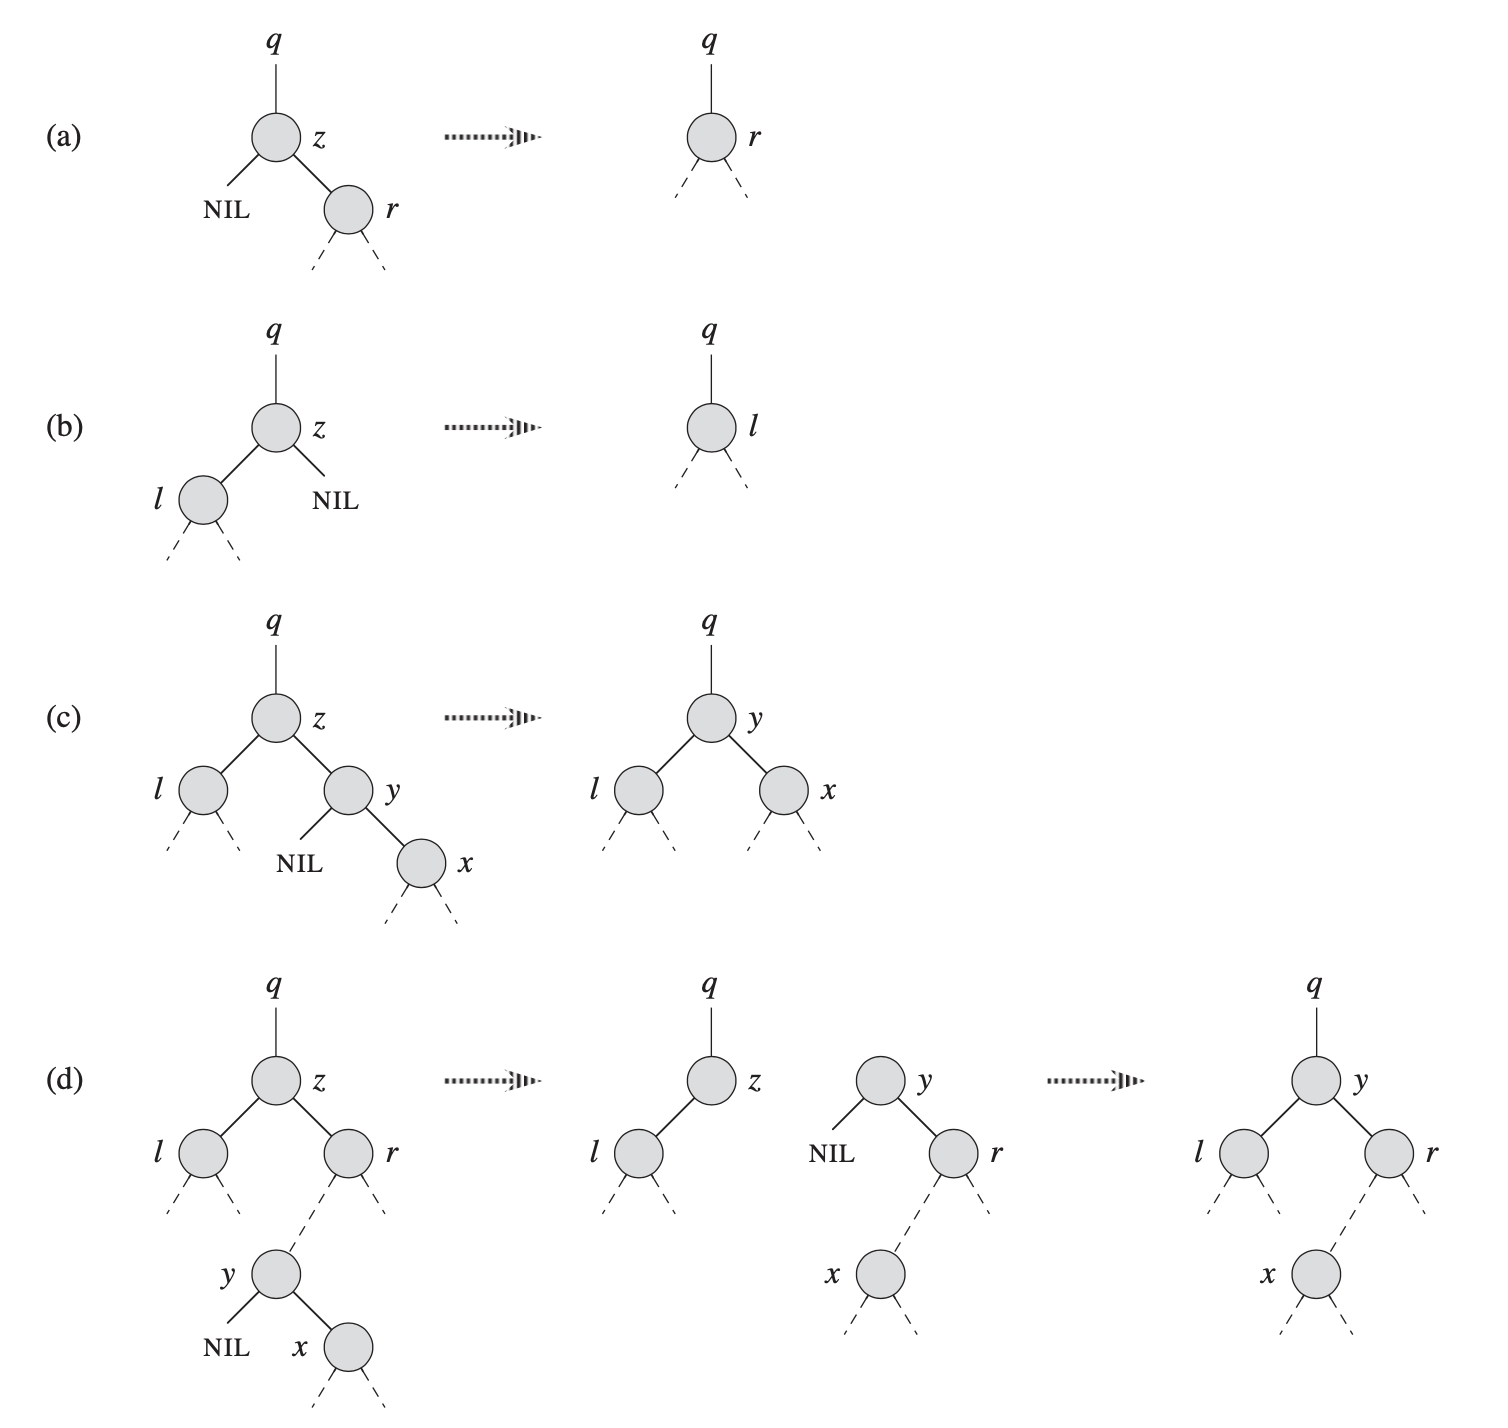 q q
(a) z r
NIL r
q q
(b) z l
l NIL
q q
(c) z y
l y l x
NIL x
q q q
(d) z z y y
l r l NIL r l r
y x x
NIL x